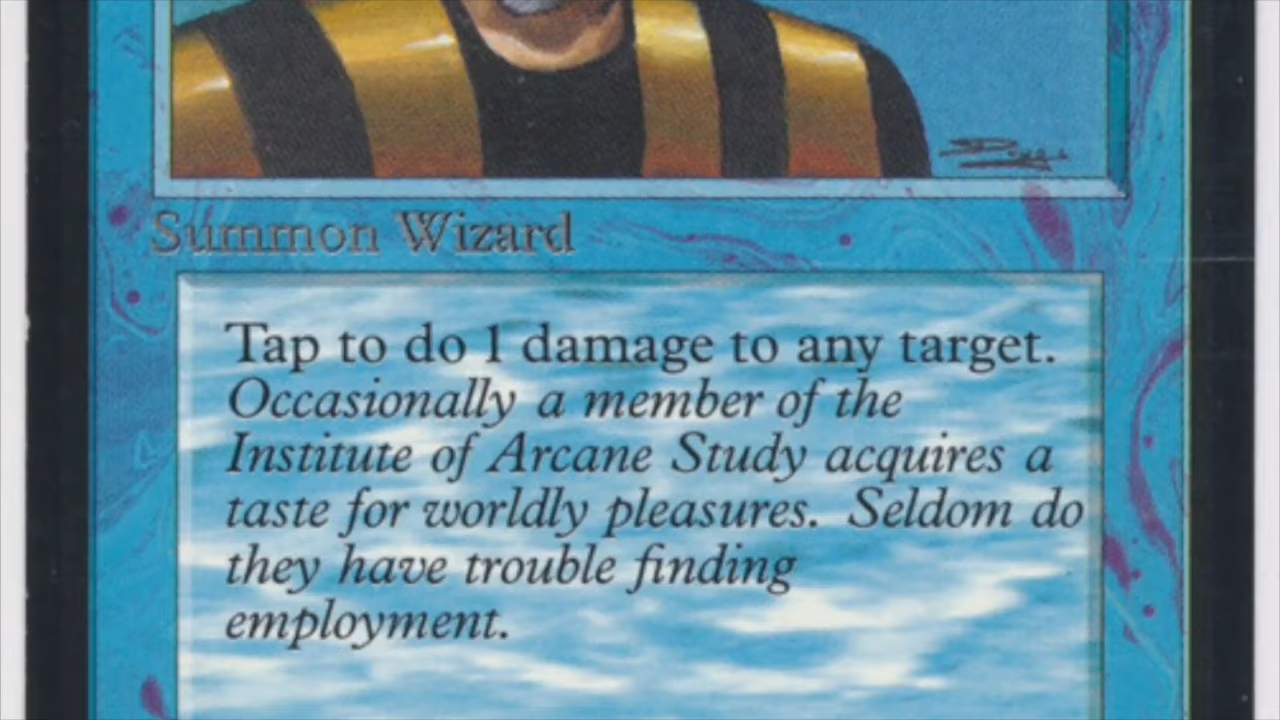 Summon Wizard
Tap to do 1 damage to any target.
Occasionally a member of the
Institute of Arcane Study acquires a
taste for worldly pleasures. Seldom do
they have trouble finding
employment.